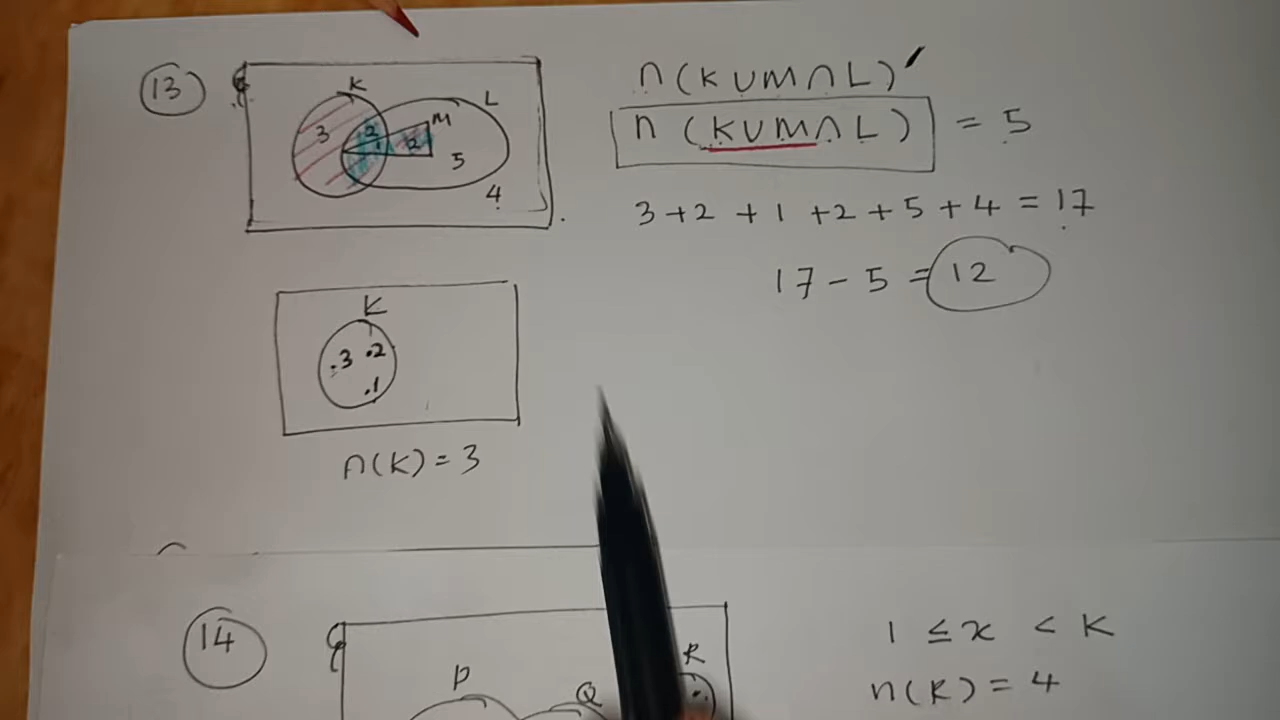 13
ξ
K
L
M
3
2
1
2
5
4
n(K∪M∩L)′
n (K∪M∩L) = 5
3+2 + 1 +2+5+4 = 17
17 - 5 = 12
K
.3 .2
.1
n(K) = 3
14
ξ
P
Q
R
1 ≤ x < K
n(K) = 4